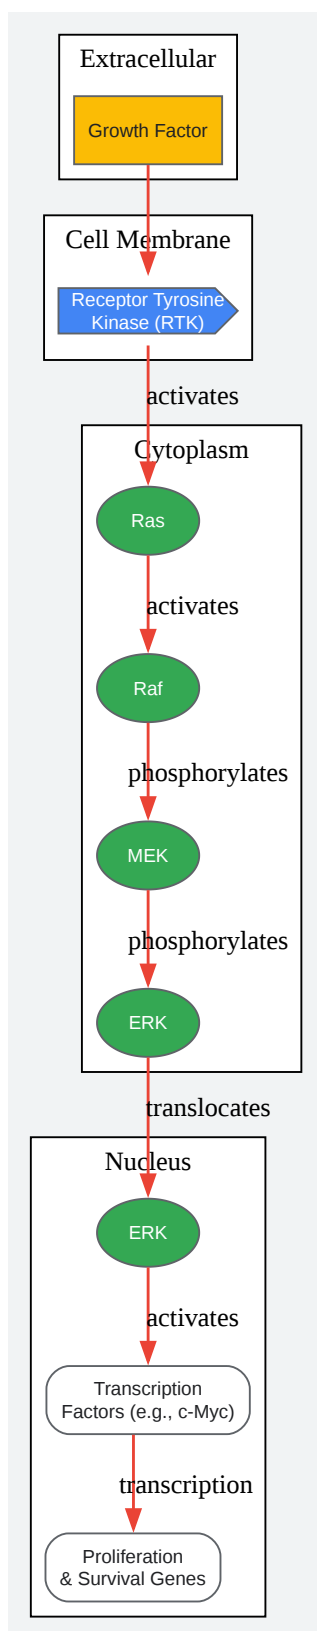 Extracellular
Growth Factor
Cell Membrane
Receptor Tyrosine
Kinase (RTK)
activates
Cytoplasm
Ras
activates
Raf
phosphorylates
MEK
phosphorylates
ERK
translocates
Nucleus
ERK
activates
Transcription
Factors (e.g., c-Myc)
transcription
Proliferation
& Survival Genes